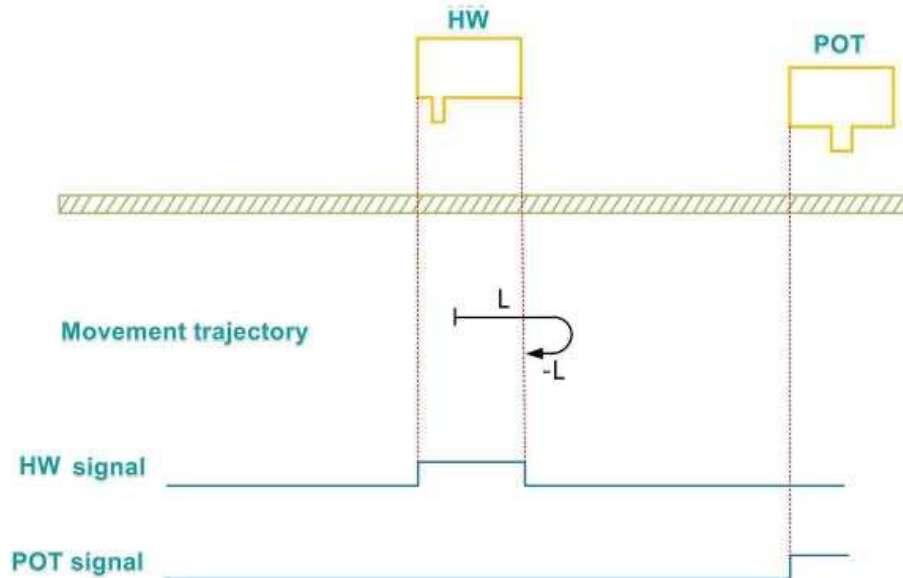 HW
POT
L
Movement trajectory
-L
HW signal
POT signal